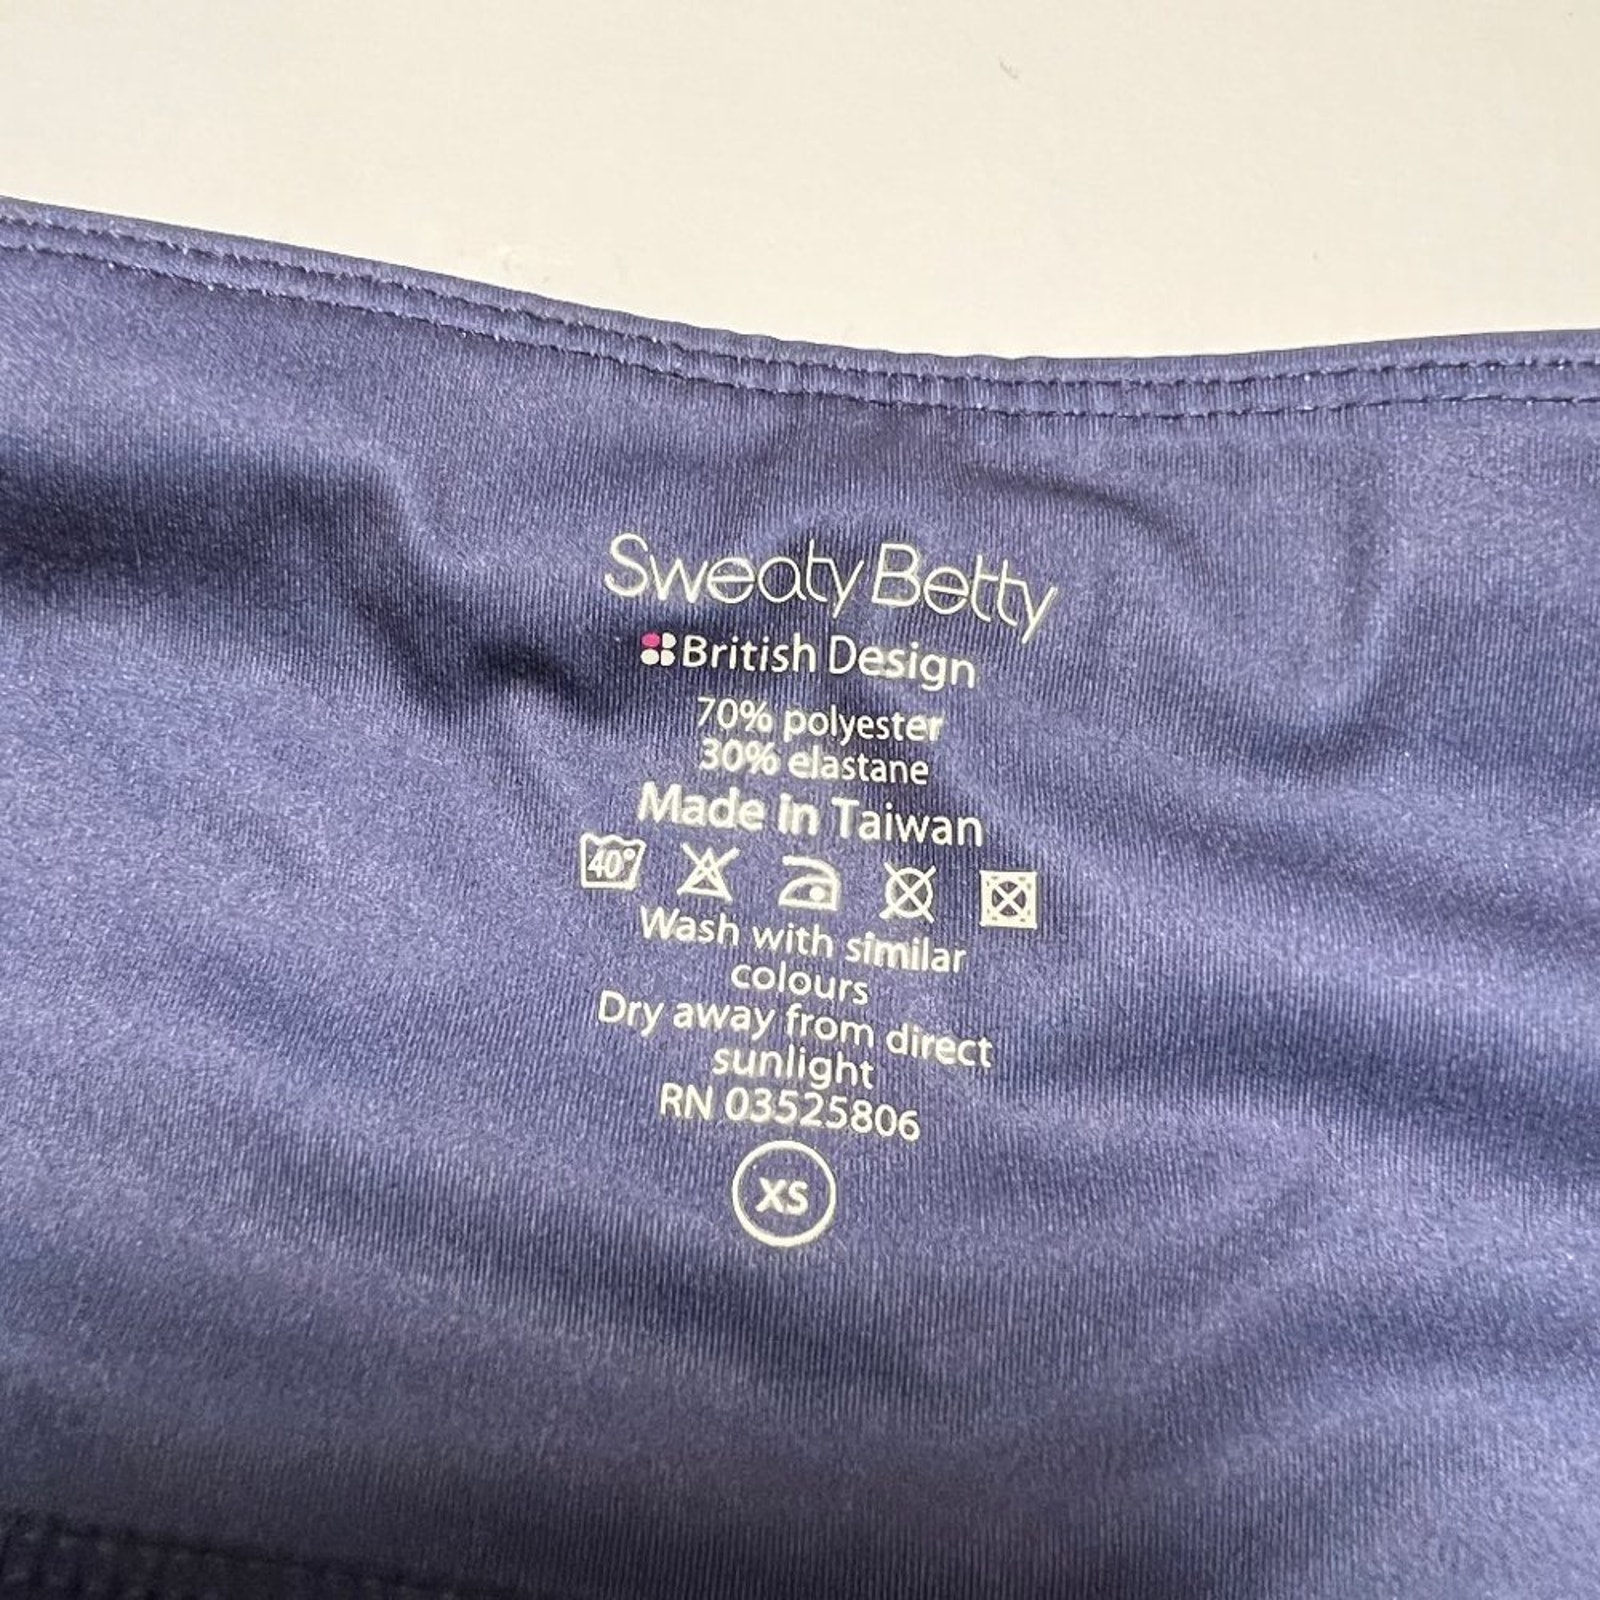 Sweaty Betty
British Design
70% polyester
30% elastane
Made in Taiwan
40°
Wash with similar
colours
Dry away from direct
sunlight
RN 03525806
XS